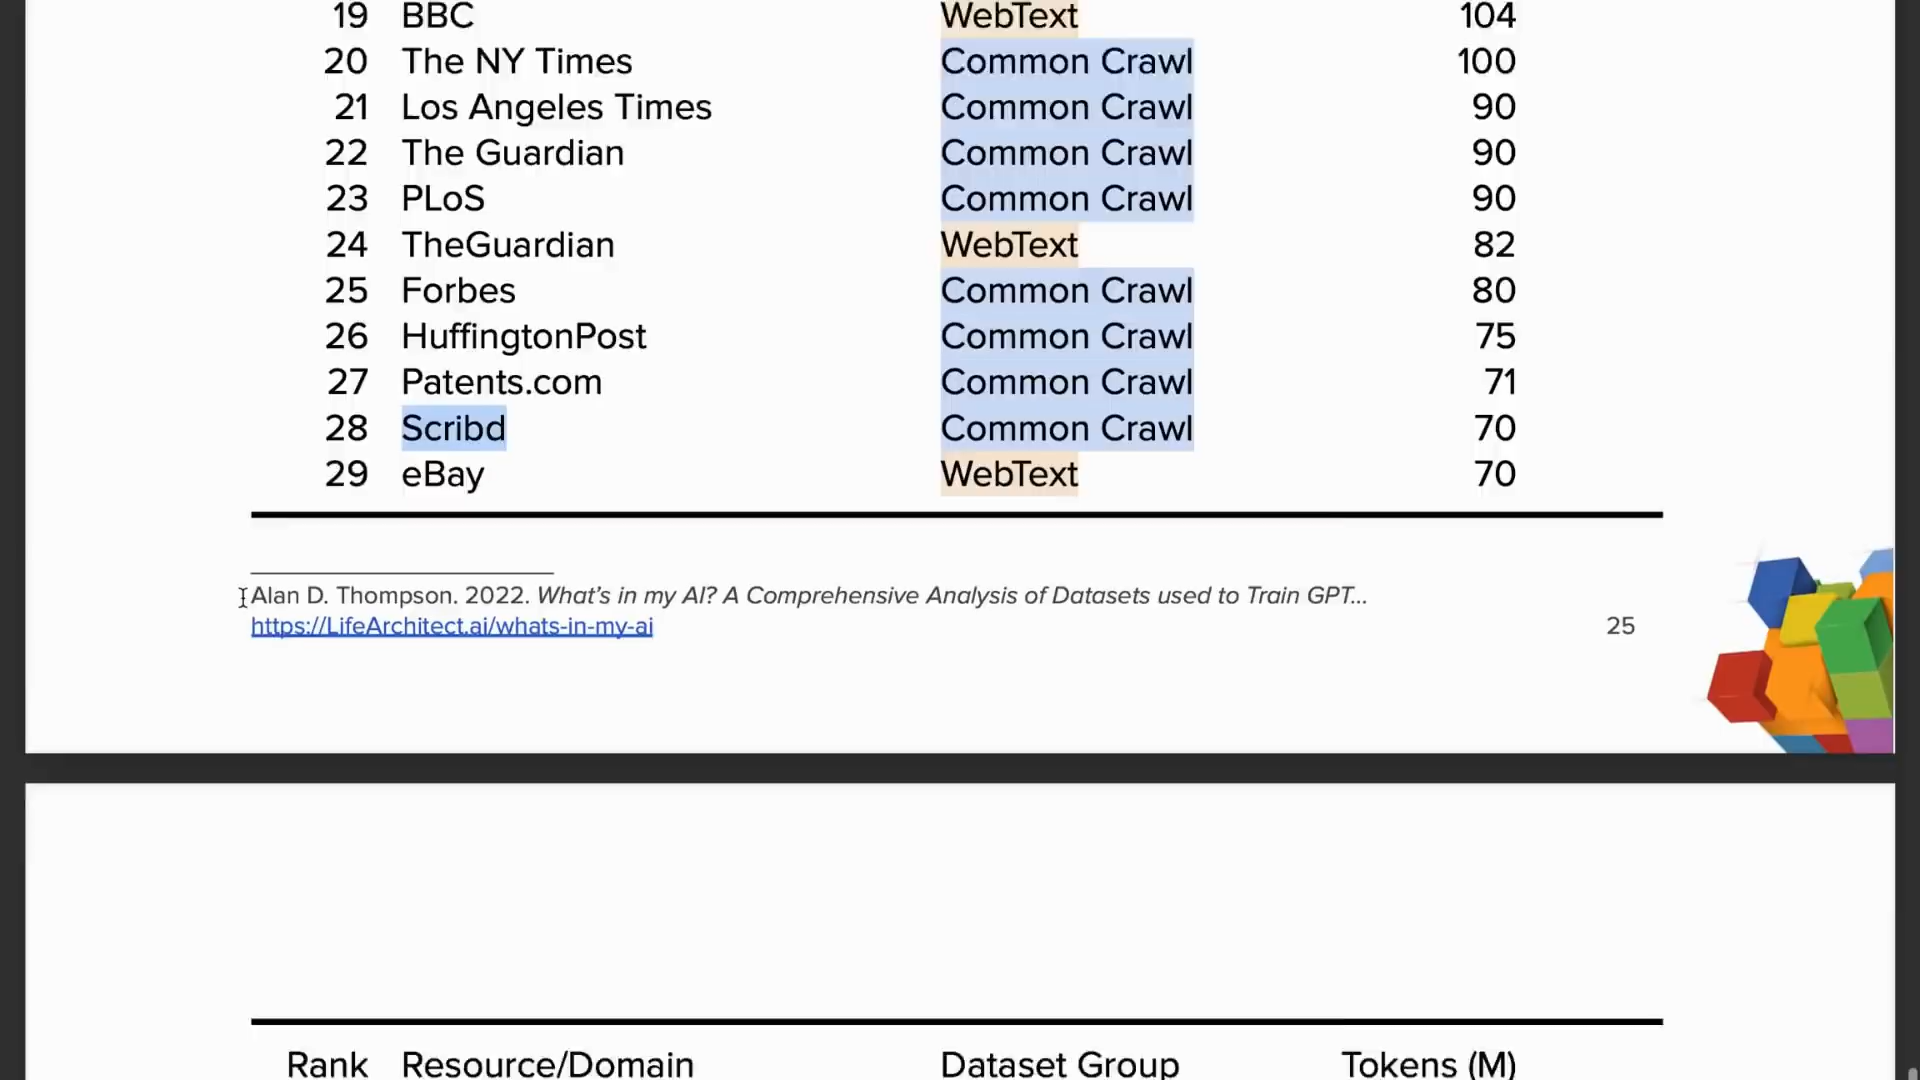 19 BBC WebText 104
20 The NY Times Common Crawl 100
21 Los Angeles Times Common Crawl 90
22 The Guardian Common Crawl 90
23 PLoS Common Crawl 90
24 TheGuardian WebText 82
25 Forbes Common Crawl 80
26 HuffingtonPost Common Crawl 75
27 Patents.com Common Crawl 71
28 Scribd Common Crawl 70
29 eBay WebText 70
Alan D. Thompson. 2022. What’s in my AI? A Comprehensive Analysis of Datasets used to Train GPT...
https://LifeArchitect.ai/whats-in-my-ai 25
Rank Resource/Domain Dataset Group Tokens (M)